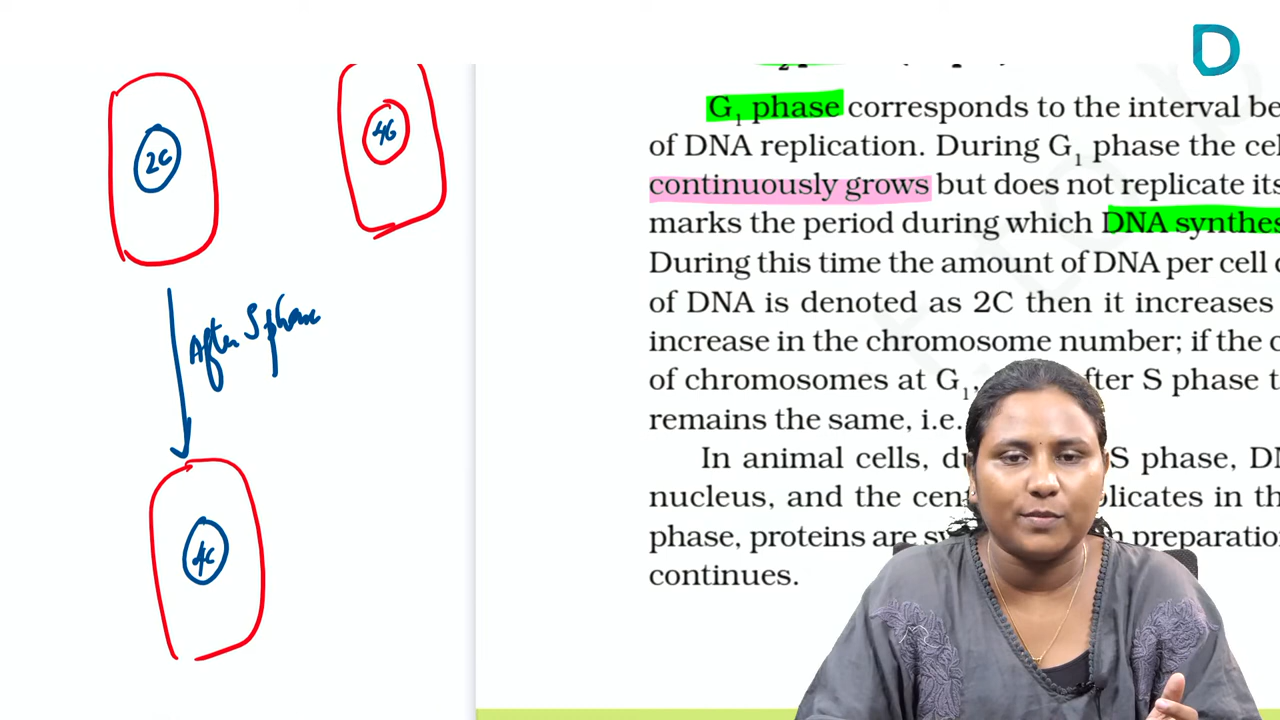 D
G₁ phase corresponds to the interval be
of DNA replication. During G₁ phase the cel
continuously grows but does not replicate its
marks the period during which DNA synthes
During this time the amount of DNA per cell
of DNA is denoted as 2C then it increases
increase in the chromosome number; if the c
of chromosomes at G₁, fter S phase t
remains the same, i.e.
In animal cells, du S phase, DN
nucleus, and the cen plicates in th
phase, proteins are sy n preparatio
continues.
2C
After S phase
4C